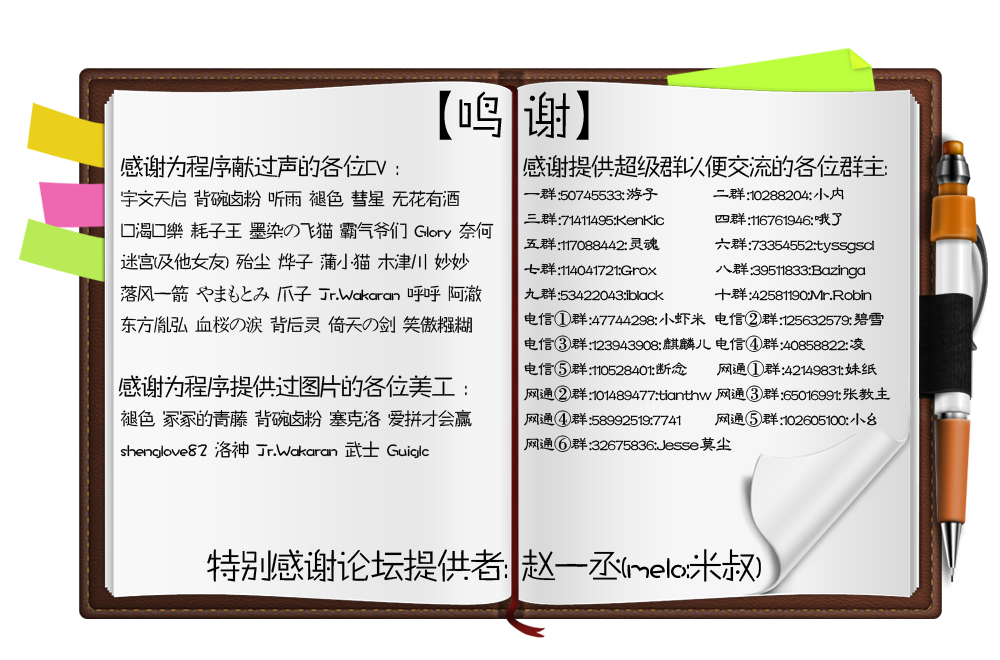 【鸣谢】
感谢为程序献过声的各位CV：
宇文天启 背碗卤粉 听雨 褪色 彗星 无花有酒
口渴口樂 耗子王 墨染の飞猫 霸气爷们 Glory 奈何
迷宫(及他女友) 殆尘 烨子 蒲小猫 木津川 妙妙
落风一箭 やまもとみ 爪子 Jr.Wakaran 呼呼 阿澈
东方胤弘 血桜の涙 背后灵 倚天の剑 笑傲糨糊
感谢为程序提供过图片的各位美工：
褪色 冢冢的青藤 背碗卤粉 塞克洛 爱拼才会赢
shenglove82 洛神 Jr.Wakaran 武士 Guiglc
感谢提供超级群以便交流的各位群主:
一群:50745533:游子 二群:10288204:小内
三群:71411495:KenKic 四群:116761946:哦了
五群:117088442:灵魂 六群:73354552:tyssgscl
七群:114041721:Grox 八群:39511833:Bazinga
九群:53422043:iblack 十群:42581190:Mr.Robin
电信①群:47744298:小虾米 电信②群:125632579:碧雪
电信③群:123943908:麒麟儿 电信④群:40858822:凌
电信⑤群:110528401:断念 网通①群:42149831:妹纸
网通②群:101489477:tianthw 网通③群:65016991:张教主
网通④群:58992519:7741 网通⑤群:102605100:小乡
网通⑥群:32675836:Jesse莫尘
特别感谢论坛提供者:赵一丞(melo:米叔)